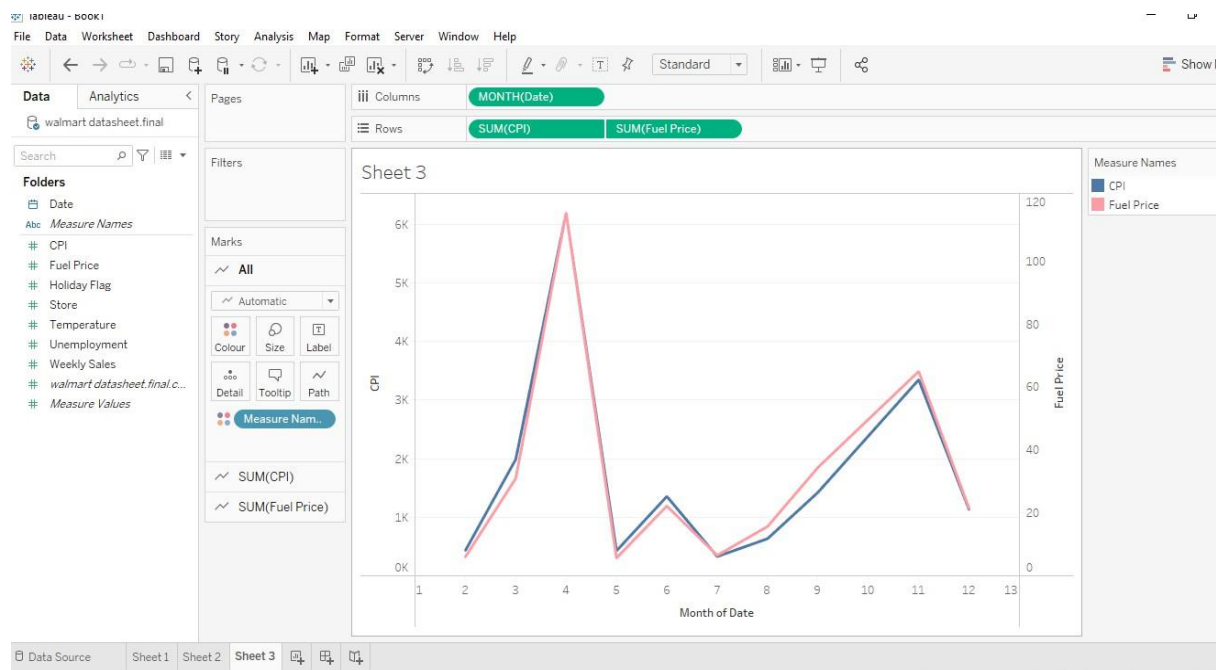 Tableau - Book1
File Data Worksheet Dashboard Story Analysis Map Format Server Window Help
Standard
Show
Data Analytics
walmart dataset.final
Search
Folders
Date
Abc Measure Names
# CPI
# Fuel Price
# Holiday Flag
# Store
# Temperature
# Unemployment
# Weekly Sales
# walmart datasheet.final.c...
# Measure Values
Pages
Filters
Marks
All
Automatic
Colour Size Label
Detail Tooltip Path
Measure Nam..
SUM(CPI)
SUM(Fuel Price)
Columns MONTH(Date)
Rows SUM(CPI) SUM(Fuel Price)
Sheet 3
6K
5K
4K
3K
2K
1K
0K
CPI
120
100
80
60
40
20
0
Fuel Price
1 2 3 4 5 6 7 8 9 10 11 12 13
Month of Date
Measure Names
CPI
Fuel Price
Data Source Sheet 1 Sheet 2 Sheet 3